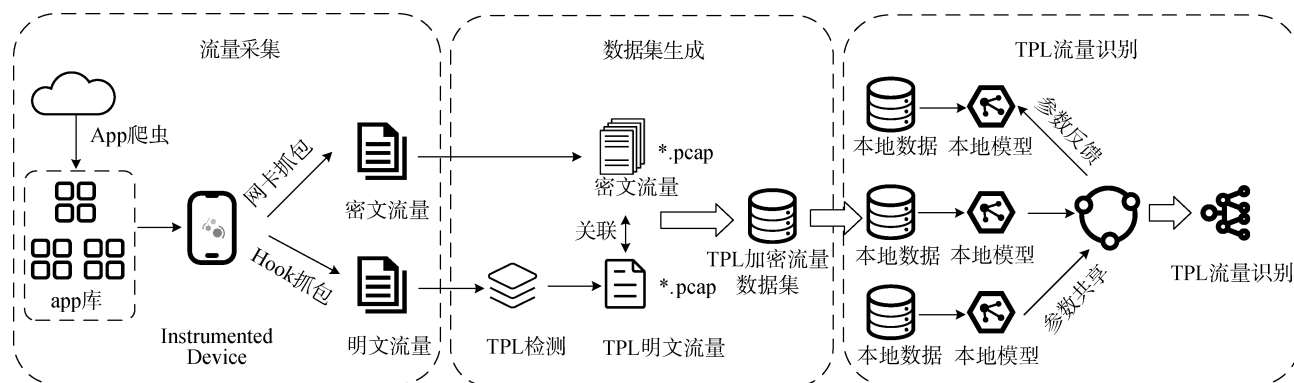 流量采集
App爬虫
app库
Instrumented
Device
网卡抓包
Hook抓包
密文流量
明文流量
数据集生成
*.pcap
密文流量
关联
*.pcap
TPL检测
TPL明文流量
TPL加密流量
数据集
TPL流量识别
本地数据
本地模型
参数反馈
本地数据
本地模型
参数共享
本地数据
本地模型
TPL流量识别